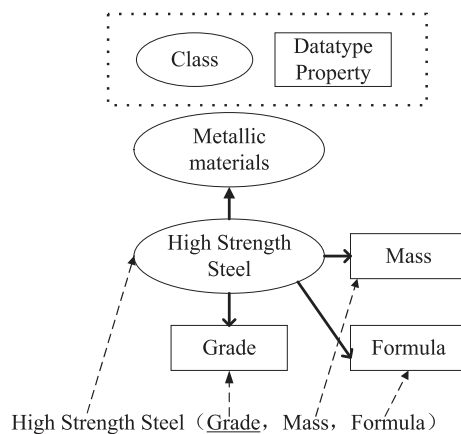 Class
Datatype
Property
Metallic
materials
High Strength
Steel
Mass
Grade
Formula
High Strength Steel（Grade，Mass，Formula）